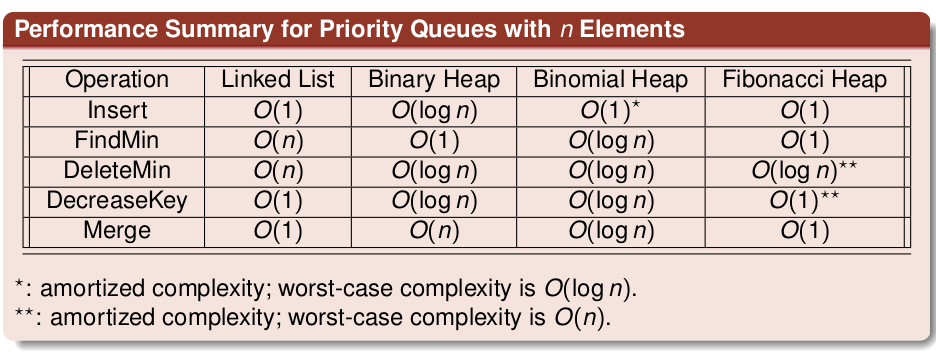 Performance Summary for Priority Queues with n Elements
Operation Linked List Binary Heap Binomial Heap Fibonacci Heap
Insert O(1) O(log n) O(1)⋆ O(1)
FindMin O(n) O(1) O(log n) O(1)
DeleteMin O(n) O(log n) O(log n) O(log n)⋆⋆
DecreaseKey O(1) O(log n) O(log n) O(1)⋆⋆
Merge O(1) O(n) O(log n) O(1)
⋆: amortized complexity; worst-case complexity is O(log n).
⋆⋆: amortized complexity; worst-case complexity is O(n).